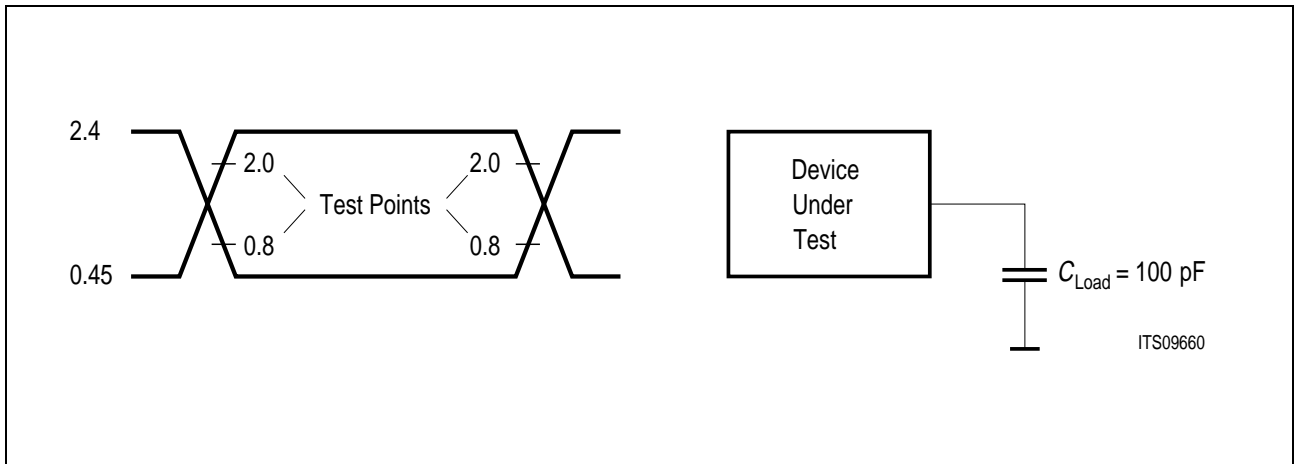 2.4
2.0
2.0
Test Points
0.8
0.8
0.45
Device
Under
Test
C Load = 100 pF
ITS09660